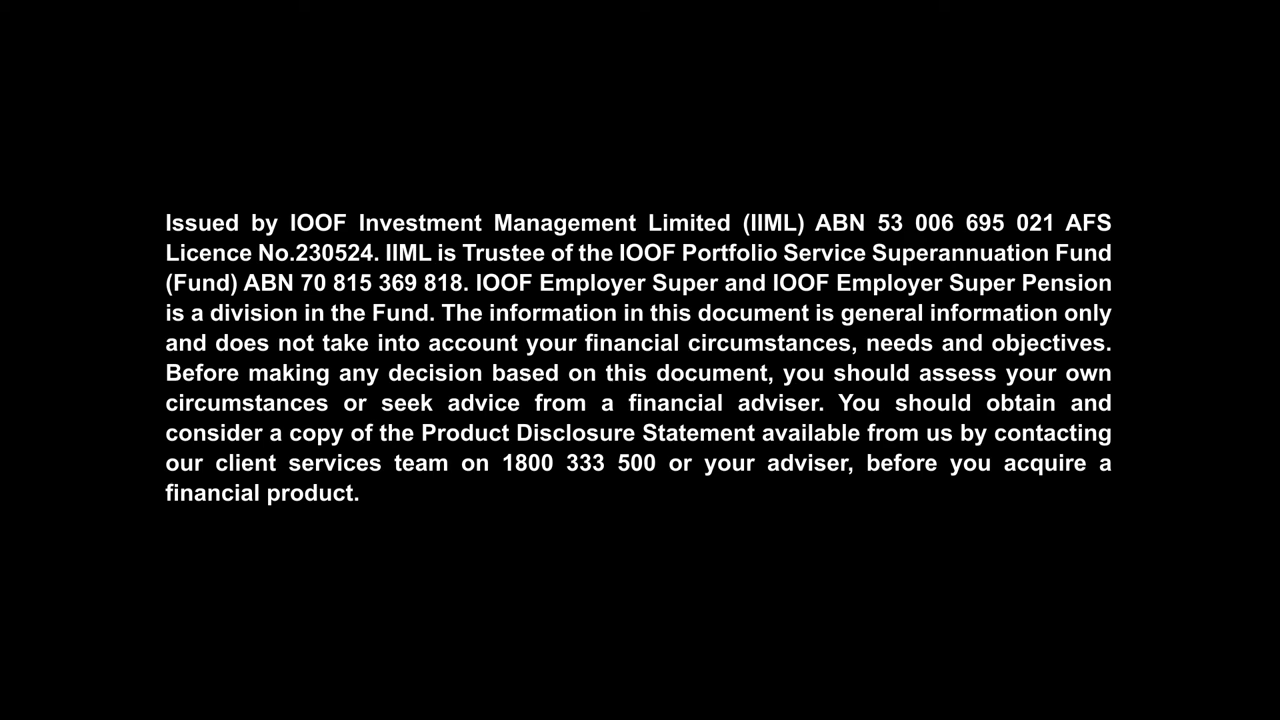 Issued by IOOF Investment Management Limited (IIML) ABN 53 006 695 021 AFS
Licence No.230524. IIML is Trustee of the IOOF Portfolio Service Superannuation Fund
(Fund) ABN 70 815 369 818. IOOF Employer Super and IOOF Employer Super Pension
is a division in the Fund. The information in this document is general information only
and does not take into account your financial circumstances, needs and objectives.
Before making any decision based on this document, you should assess your own
circumstances or seek advice from a financial adviser. You should obtain and
consider a copy of the Product Disclosure Statement available from us by contacting
our client services team on 1800 333 500 or your adviser, before you acquire a
financial product.